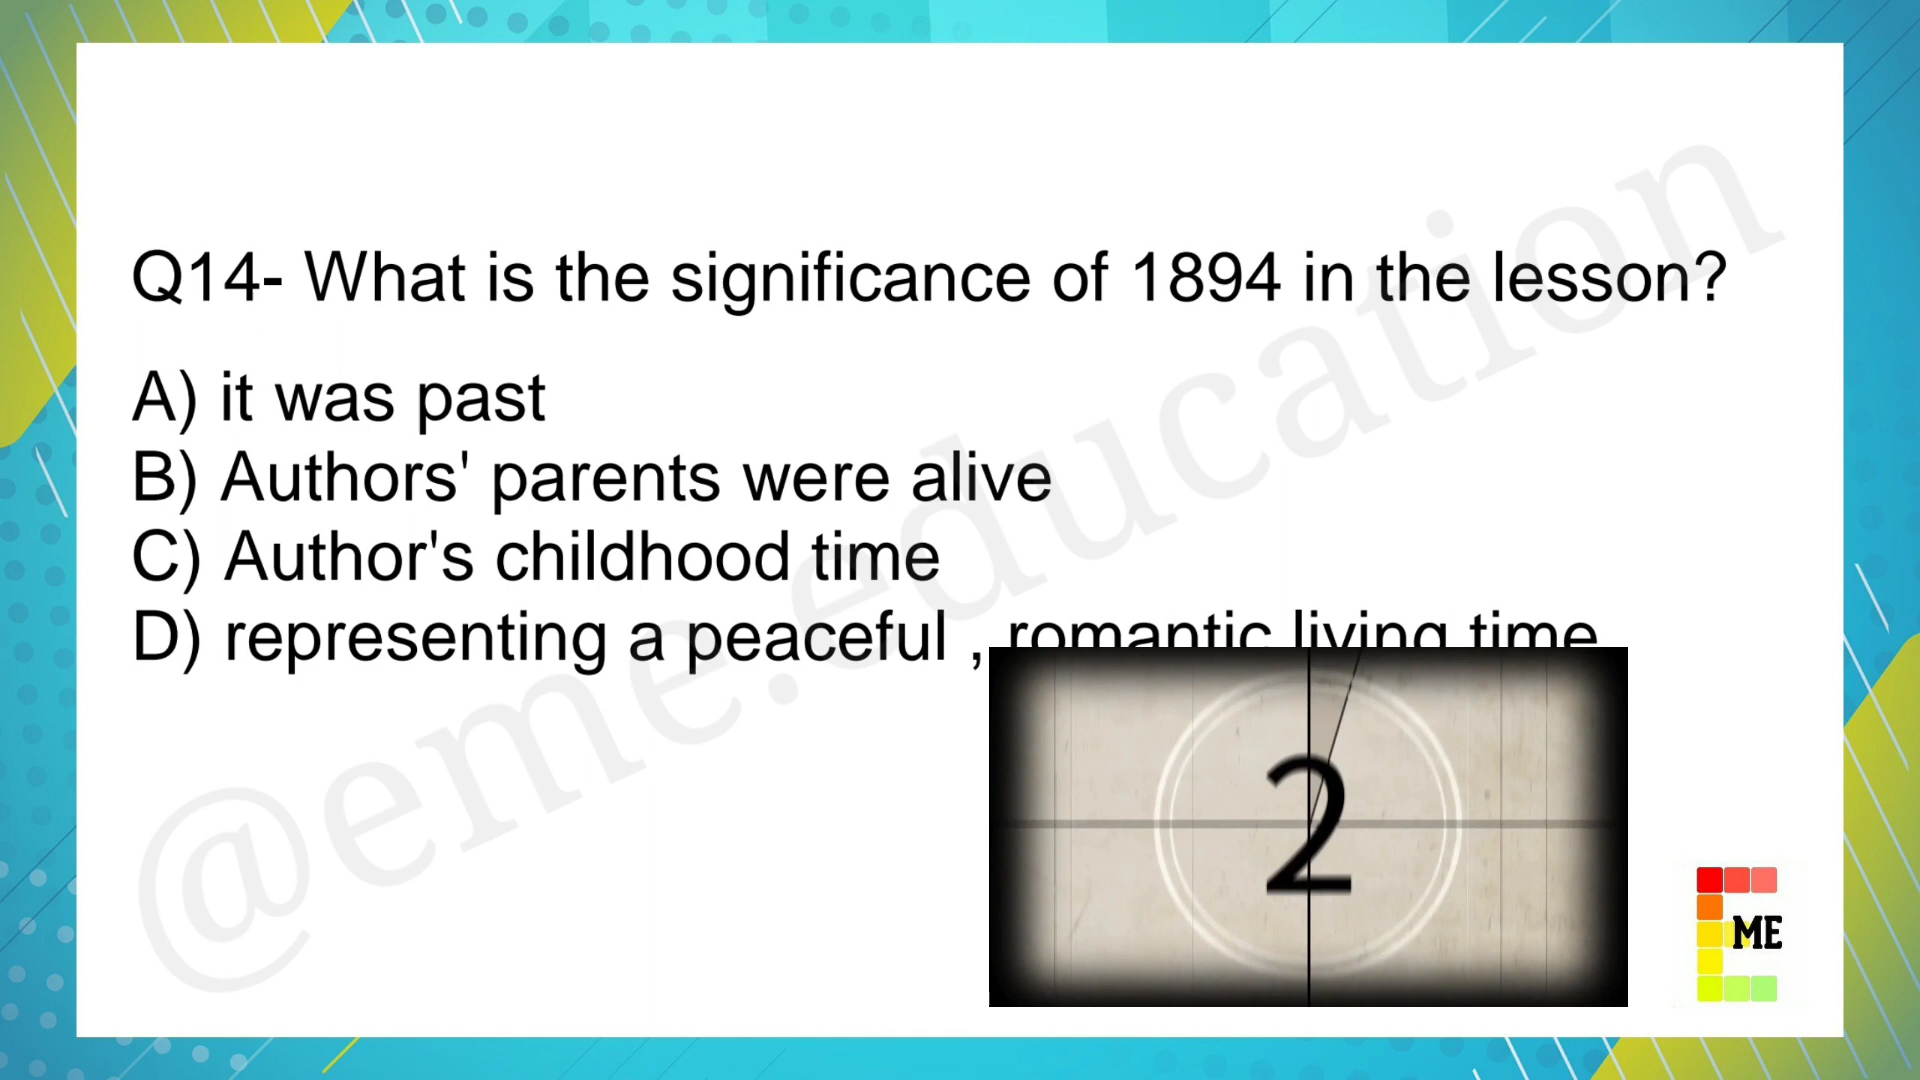 Q14- What is the significance of 1894 in the lesson?
A) it was past
B) Authors' parents were alive
C) Author's childhood time
D) representing a peaceful , romantic living time
@eme.education
2
ME